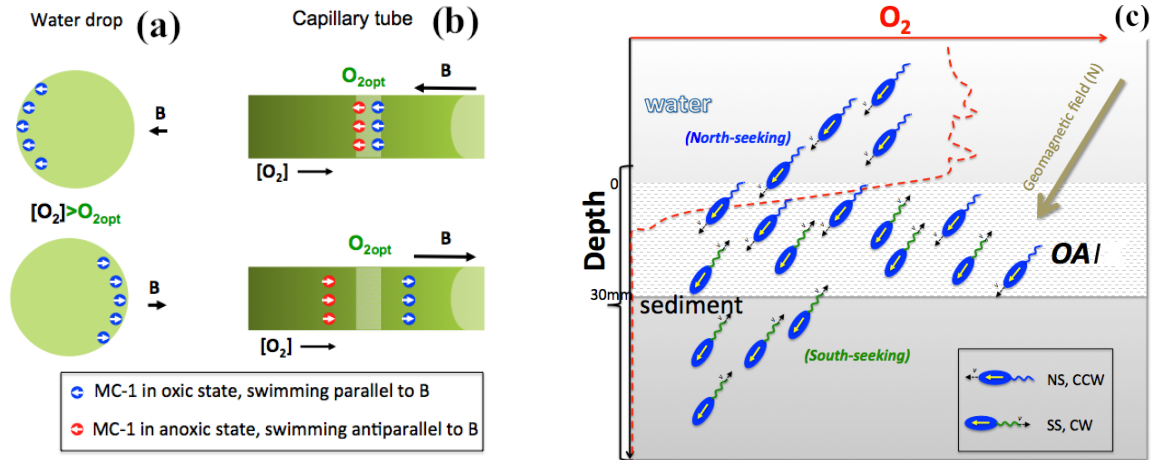 Water drop
(a)
B
[O2]>O2opt
B
Capillary tube
(b)
O2opt
B
[O2]
O2opt
B
[O2]
MC-1 in oxic state, swimming parallel to B
MC-1 in anoxic state, swimming antiparallel to B
O2
(c)
water
(North-seeking)
Geomagnetic field (N)
0
Depth
OAI
30mm
sediment
(South-seeking)
v
NS, CCW
v
SS, CW